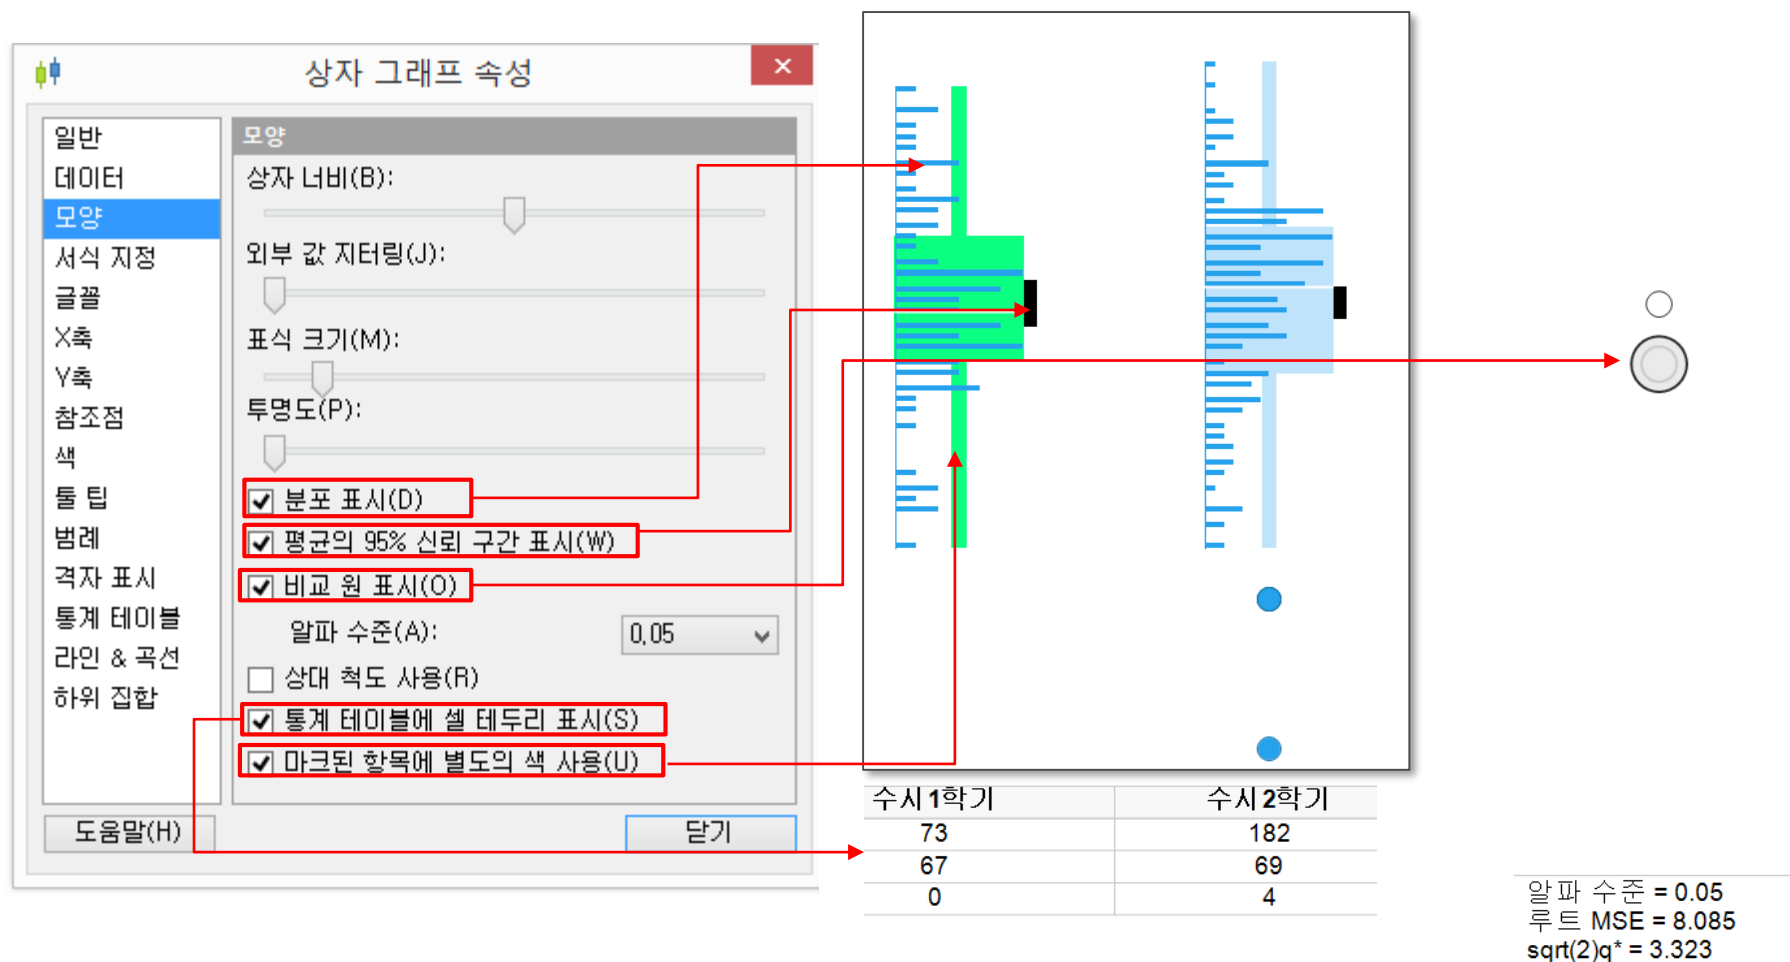 상자 그래프 속성
일반
데이터
모양
서식 지정
글꼴
X축
Y축
참조점
색
툴 팁
범례
격자 표시
통계 테이블
라인 & 곡선
하위 집합
모양
상자 너비(B):
외부 값 지터링(J):
표식 크기(M):
투명도(P):
분포 표시(D)
평균의 95% 신뢰 구간 표시(W)
비교 원 표시(O)
알파 수준(A): 0,05
상대 척도 사용(R)
통계 테이블에 셀 테두리 표시(S)
마크된 항목에 별도의 색 사용(U)
도움말(H) 닫기
수시1학기 수시2학기
73 182
67 69
0 4
알파 수준 = 0.05
루트 MSE = 8.085
sqrt(2)q* = 3.323